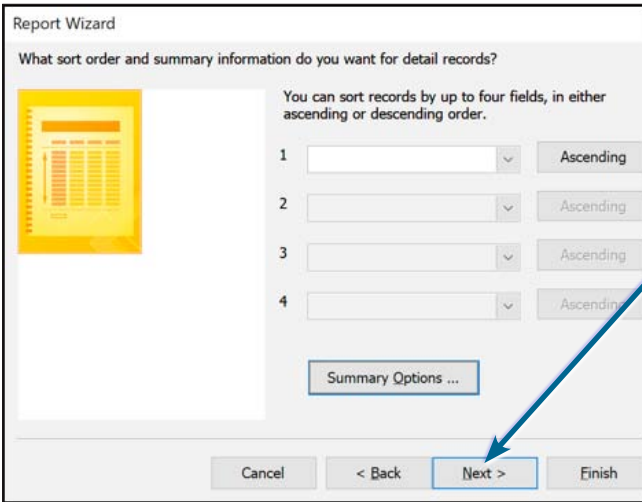 Report Wizard
What sort order and summary information do you want for detail records?
You can sort records by up to four fields, in either
ascending or descending order.
1 Ascending
2 Ascending
3 Ascending
4 Ascending
Summary Options ...
Cancel < Back Next > Finish